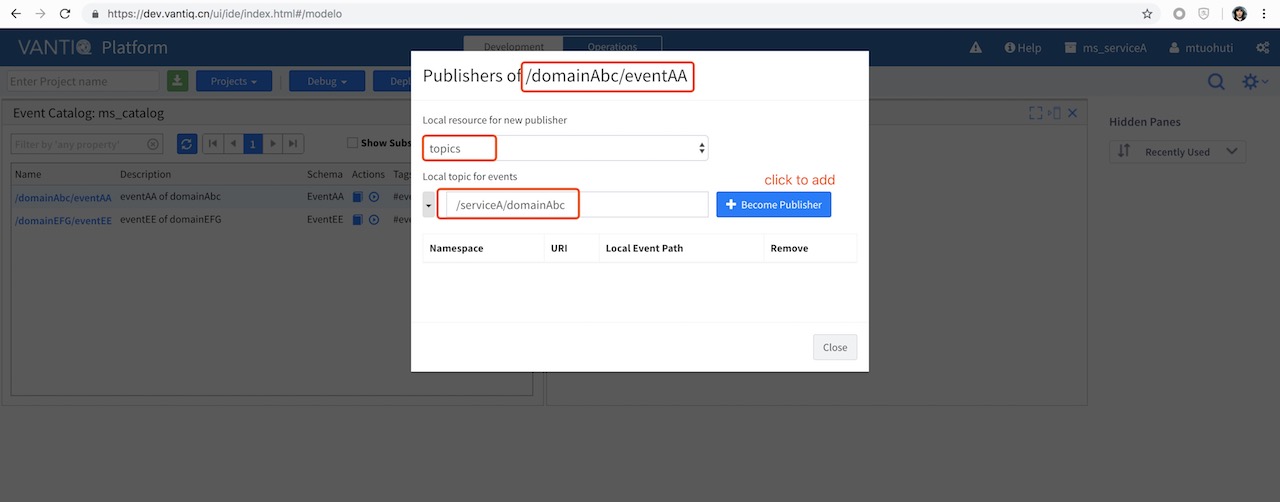 https://dev.vantiq.cn/ui/ide/index.html#/modelo
VANTIQ Platform
Development
Operations
Help
ms_serviceA
mtuohuti
Enter Project name
Projects
Debug
Depl
Event Catalog: ms_catalog
Filter by 'any property'
1
Show Subs
Name Description Schema Actions Tags
/domainAbc/eventAA eventAA of domainAbc EventAA #eve
/domainEFG/eventEE eventEE of domainEFG EventEE #eve
Publishers of /domainAbc/eventAA
Local resource for new publisher
topics
Local topic for events
click to add
/serviceA/domainAbc
Become Publisher
Namespace URI Local Event Path Remove
Close
Hidden Panes
Recently Used